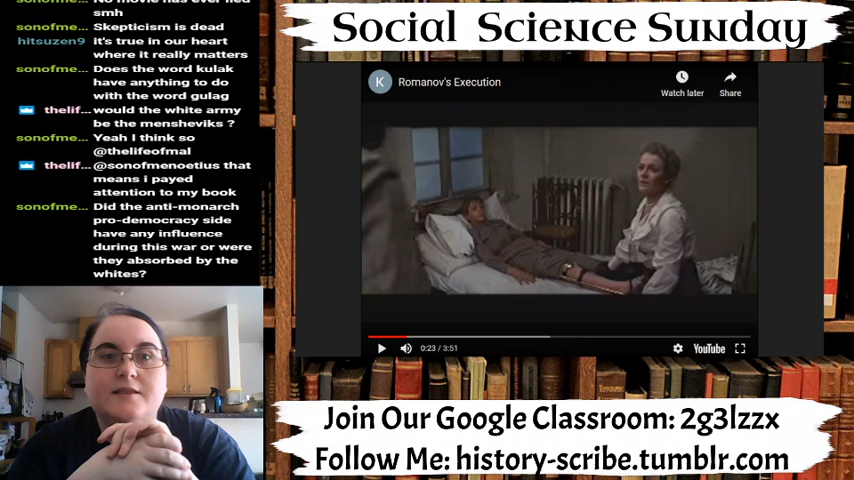 No movie has ever lied
smh
sonofme... Skepticism is dead
hitsuzen9 it's true in our heart
where it really matters
sonofme... Does the word kulak
have anything to do
with the word gulag
thelif... would the white army
be the mensheviks ?
sonofme... Yeah I think so
@thelifeofmal
thelif... @sonofmenoetius that
means i payed
attention to my book
sonofme... Did the anti-monarch
pro-democracy side
have any influence
during this war or were
they absorbed by the
whites?
Social Science Sunday
K Romanov's Execution
Watch later Share
0:23 / 3:51
YouTube
Join Our Google Classroom: 2g3lzzx
Follow Me: history-scribe.tumblr.com